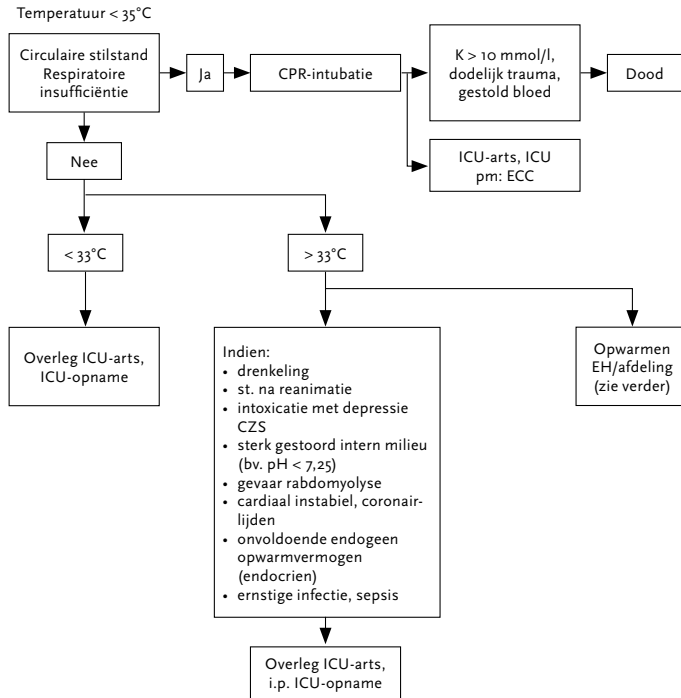 Temperatuur < 35°C
Circulaire stilstand
Respiratoire
insufficiëntie
Ja
CPR-intubatie
K > 10 mmol/l,
dodelijk trauma,
gestold bloed
Dood
ICU-arts, ICU
pm: ECC
Nee
< 33°C
> 33°C
Overleg ICU-arts,
ICU-opname
Indien:
• drenkeling
• st. na reanimatie
• intoxicatie met depressie
CZS
• sterk gestoord intern milieu
(bv. pH < 7,25)
• gevaar rabdomyolyse
• cardiaal instabiel, coronair-
lijden
• onvoldoende endogeen
opwarmvermogen
(endocrien)
• ernstige infectie, sepsis
Opwarmen
EH/afdeling
(zie verder)
Overleg ICU-arts,
i.p. ICU-opname